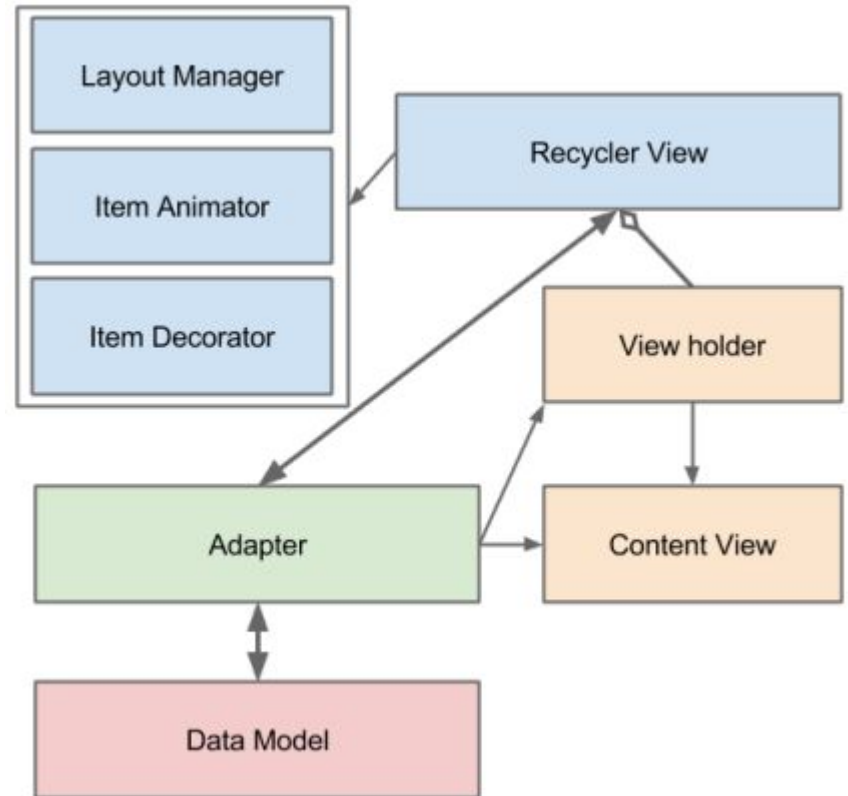 Layout Manager
Recycler View
Item Animator
Item Decorator
View holder
Adapter
Content View
Data Model